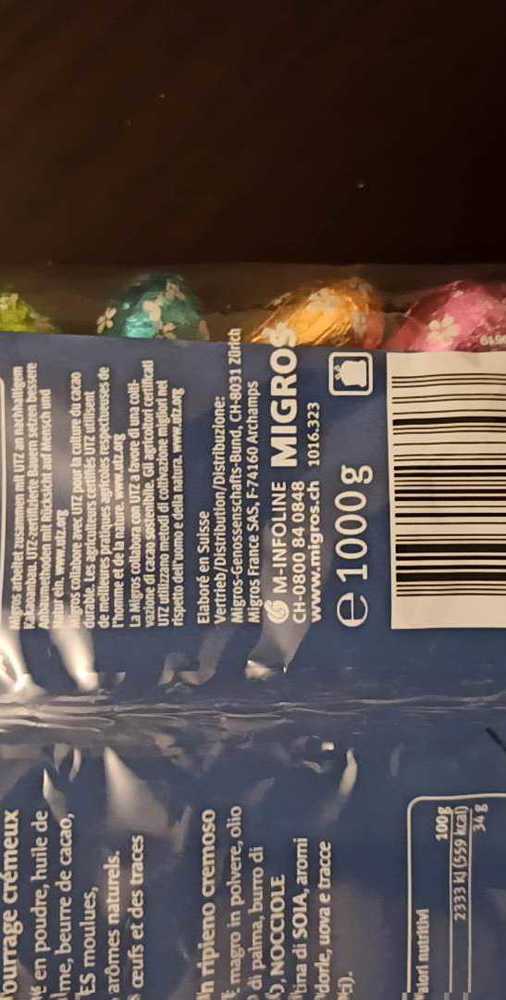 Migros arbeitet zusammen mit UTZ an nachhaltigem
Kakaoanbau. UTZ-zertifizierte Bauern setzen bessere
Anbaumethoden mit Rücksicht auf Mensch und
Natur ein. www.utz.org
Migros collabore avec UTZ pour la culture du cacao
durable. Les agriculteurs certifiés UTZ utilisent
de meilleures pratiques agricoles respectueuses de
l'homme et de la nature. www.utz.org
La Migros collabora con UTZ a favore di una colti-
vazione di cacao sostenibile. Gli agricoltori certificati
UTZ utilizzano metodi di coltivazione migliori nel
rispetto dell'uomo e della natura. www.utz.org
Elaboré en Suisse
Vertrieb/Distribution/Distribuzione:
Migros-Genossenschafts-Bund, CH-8031 Zürich
Migros France SAS, F-74160 Archamps
M-INFOLINE MIGROS
CH-0800 84 0848
www.migros.ch 1016.323
e 1000g
ourrage crémeux
é en poudre, huile de
lme, beurre de cacao,
ES moulues,
arômes naturels.
s œufs et des traces
n ripieno cremoso
E magro in polvere, olio
di palma, burro di
O, NOCCIOLE
tina di SOIA, aromi
dorle, uova e tracce
i).
alori nutritivi
100g
2333 kJ (559 kcal)
34 g